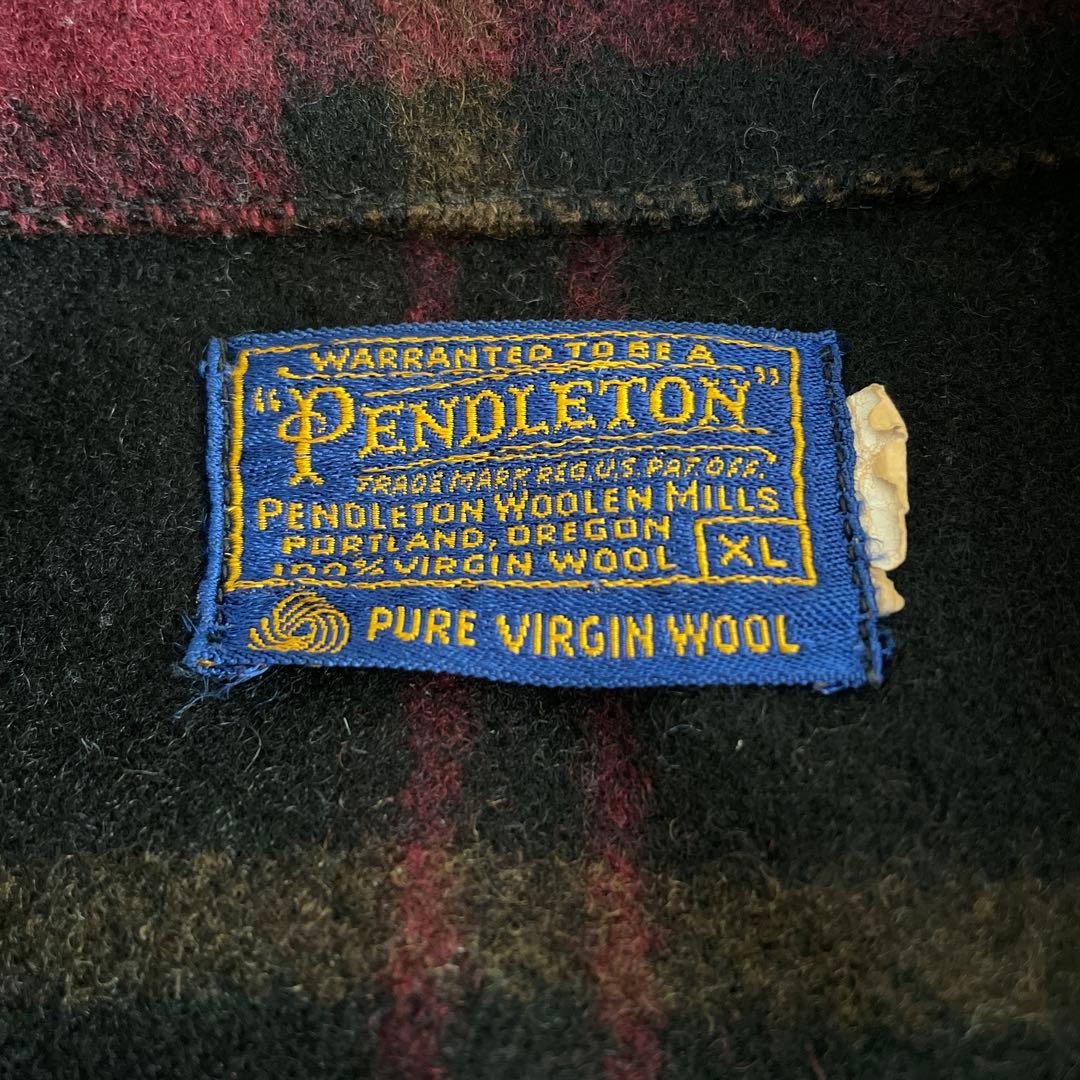 WARRANTED TO BE A
"PENDLETON"
TRADE MARK REG. U.S. PAT. OFF.
PENDLETON WOOLEN MILLS
PORTLAND, OREGON
100% VIRGIN WOOL
XL
PURE VIRGIN WOOL